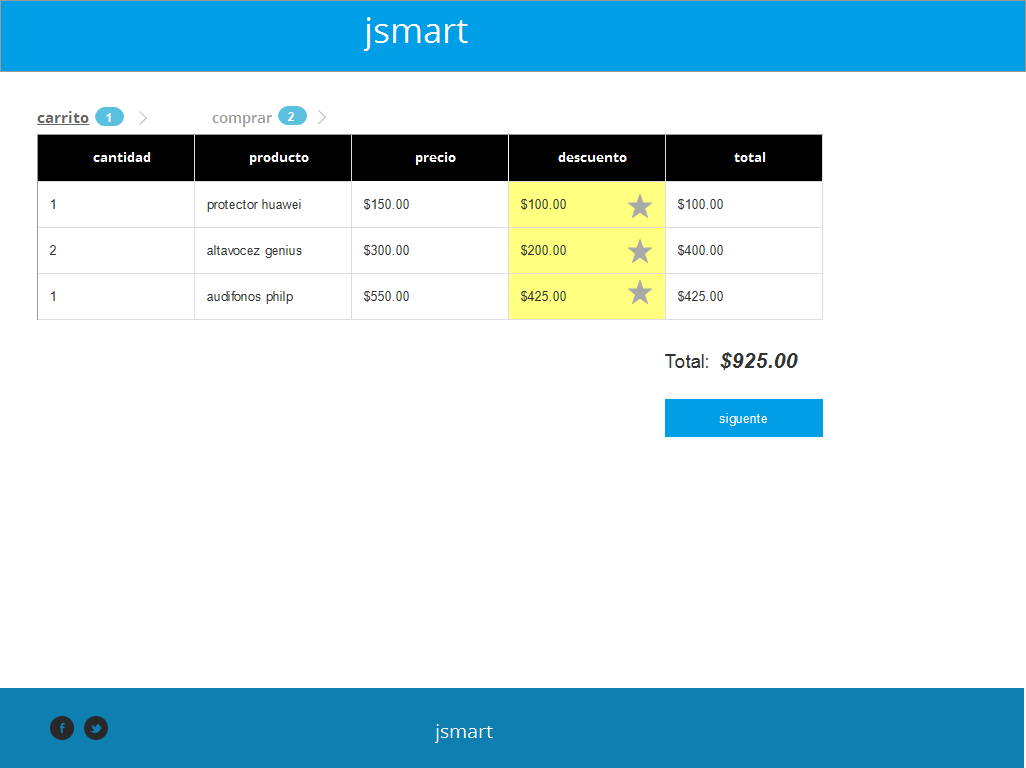 jsmart
carrito 1 comprar 2
cantidad producto precio descuento total
1 protector huawei $150.00 $100.00 $100.00
2 altavocez genius $300.00 $200.00 $400.00
1 audifonos philp $550.00 $425.00 $425.00
Total: $925.00
siguente
f jsmart